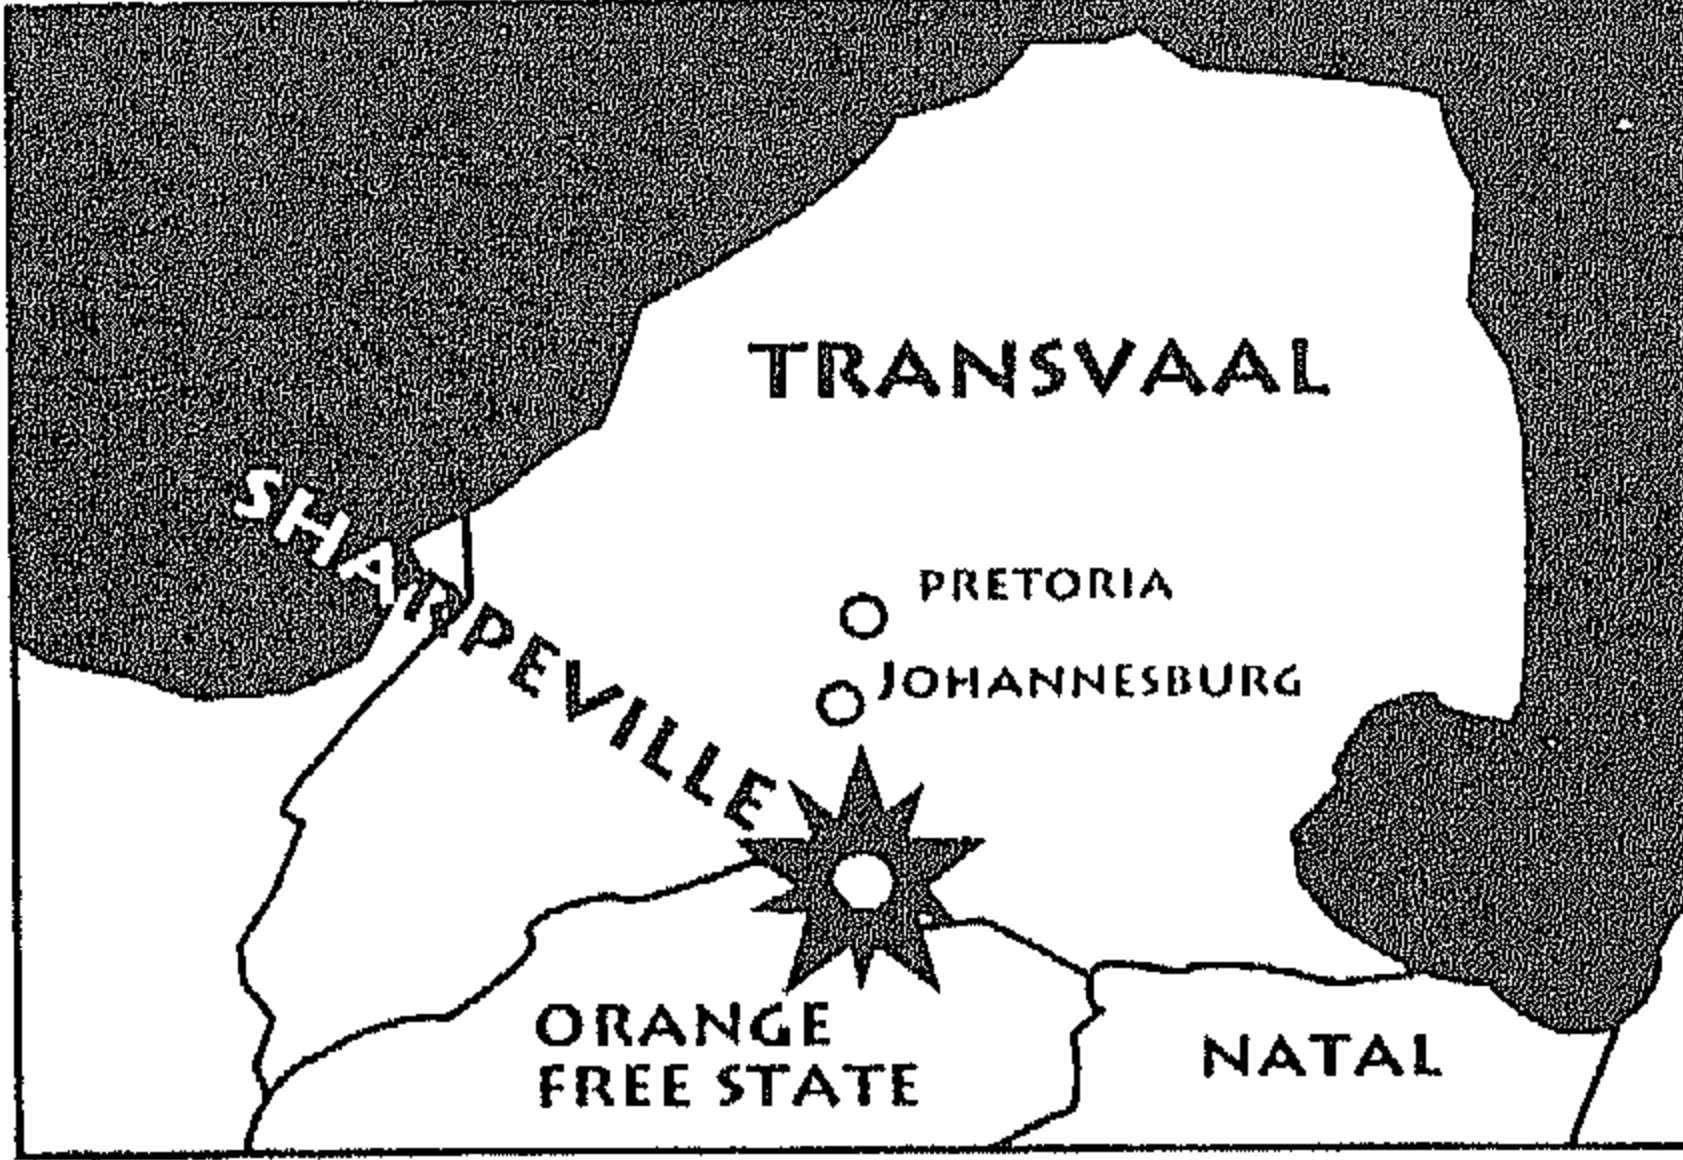 TRANSVAAL
SHARPEVILLE
PRETORIA
JOHANNESBURG
ORANGE
FREE STATE
NATAL